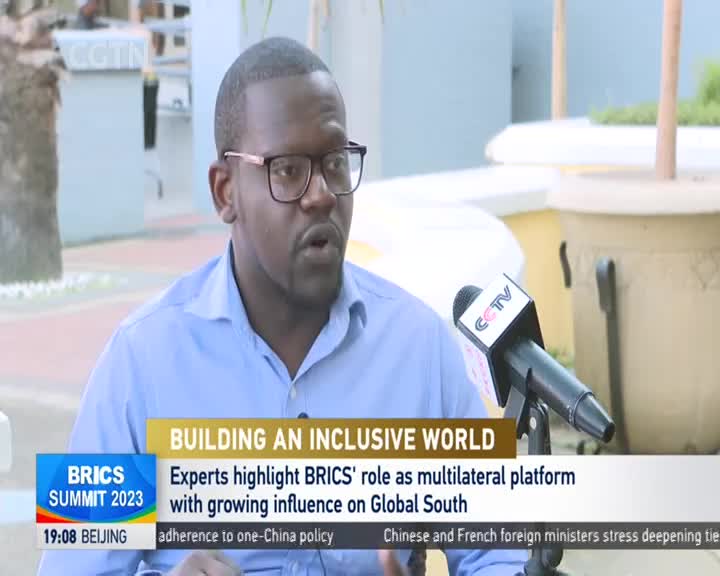 CGTN
CCTV
BUILDING AN INCLUSIVE WORLD
BRICS
SUMMIT 2023
Experts highlight BRICS' role as multilateral platform
with growing influence on Global South
19:08 BEIJING
adherence to one-China policy Chinese and French foreign ministers stress deepening tie